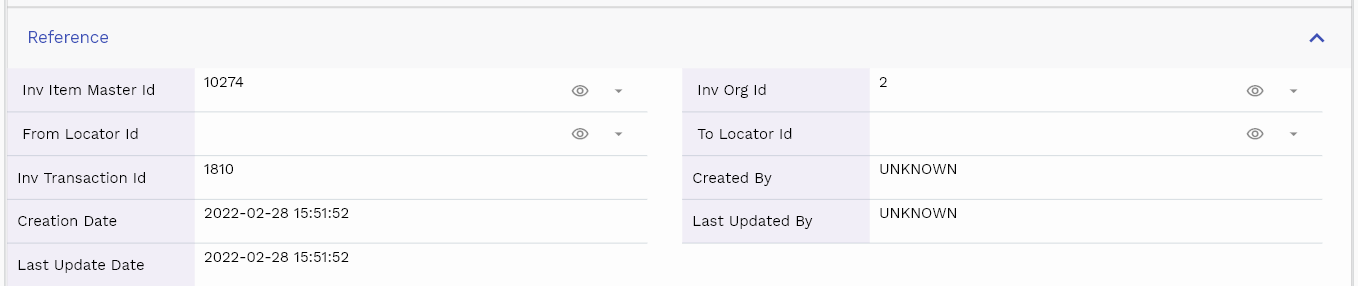 Reference
Inv Item Master Id 10274 Inv Org Id 2
From Locator Id To Locator Id
Inv Transaction Id 1810 Created By UNKNOWN
Creation Date 2022-02-28 15:51:52 Last Updated By UNKNOWN
Last Update Date 2022-02-28 15:51:52